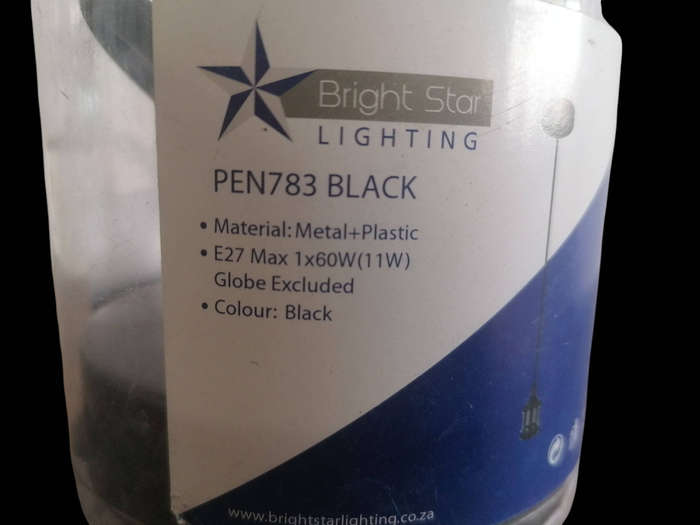 Bright Star
LIGHTING
PEN783 BLACK
• Material: Metal+Plastic
• E27 Max 1x60W(11W)
Globe Excluded
• Colour: Black
www.brightstarlighting.co.za